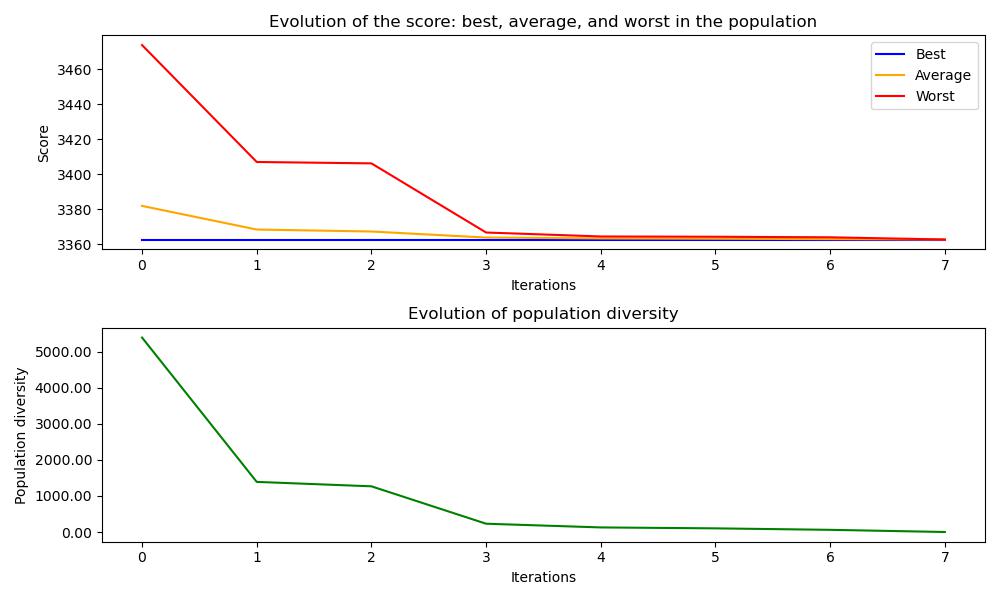 Evolution of the score: best, average, and worst in the population
Score
3460
3440
3420
3400
3380
3360
Best
Average
Worst
0 1 2 3 4 5 6 7
Iterations
Evolution of population diversity
Population diversity
5000.00
4000.00
3000.00
2000.00
1000.00
0.00
0 1 2 3 4 5 6 7
Iterations